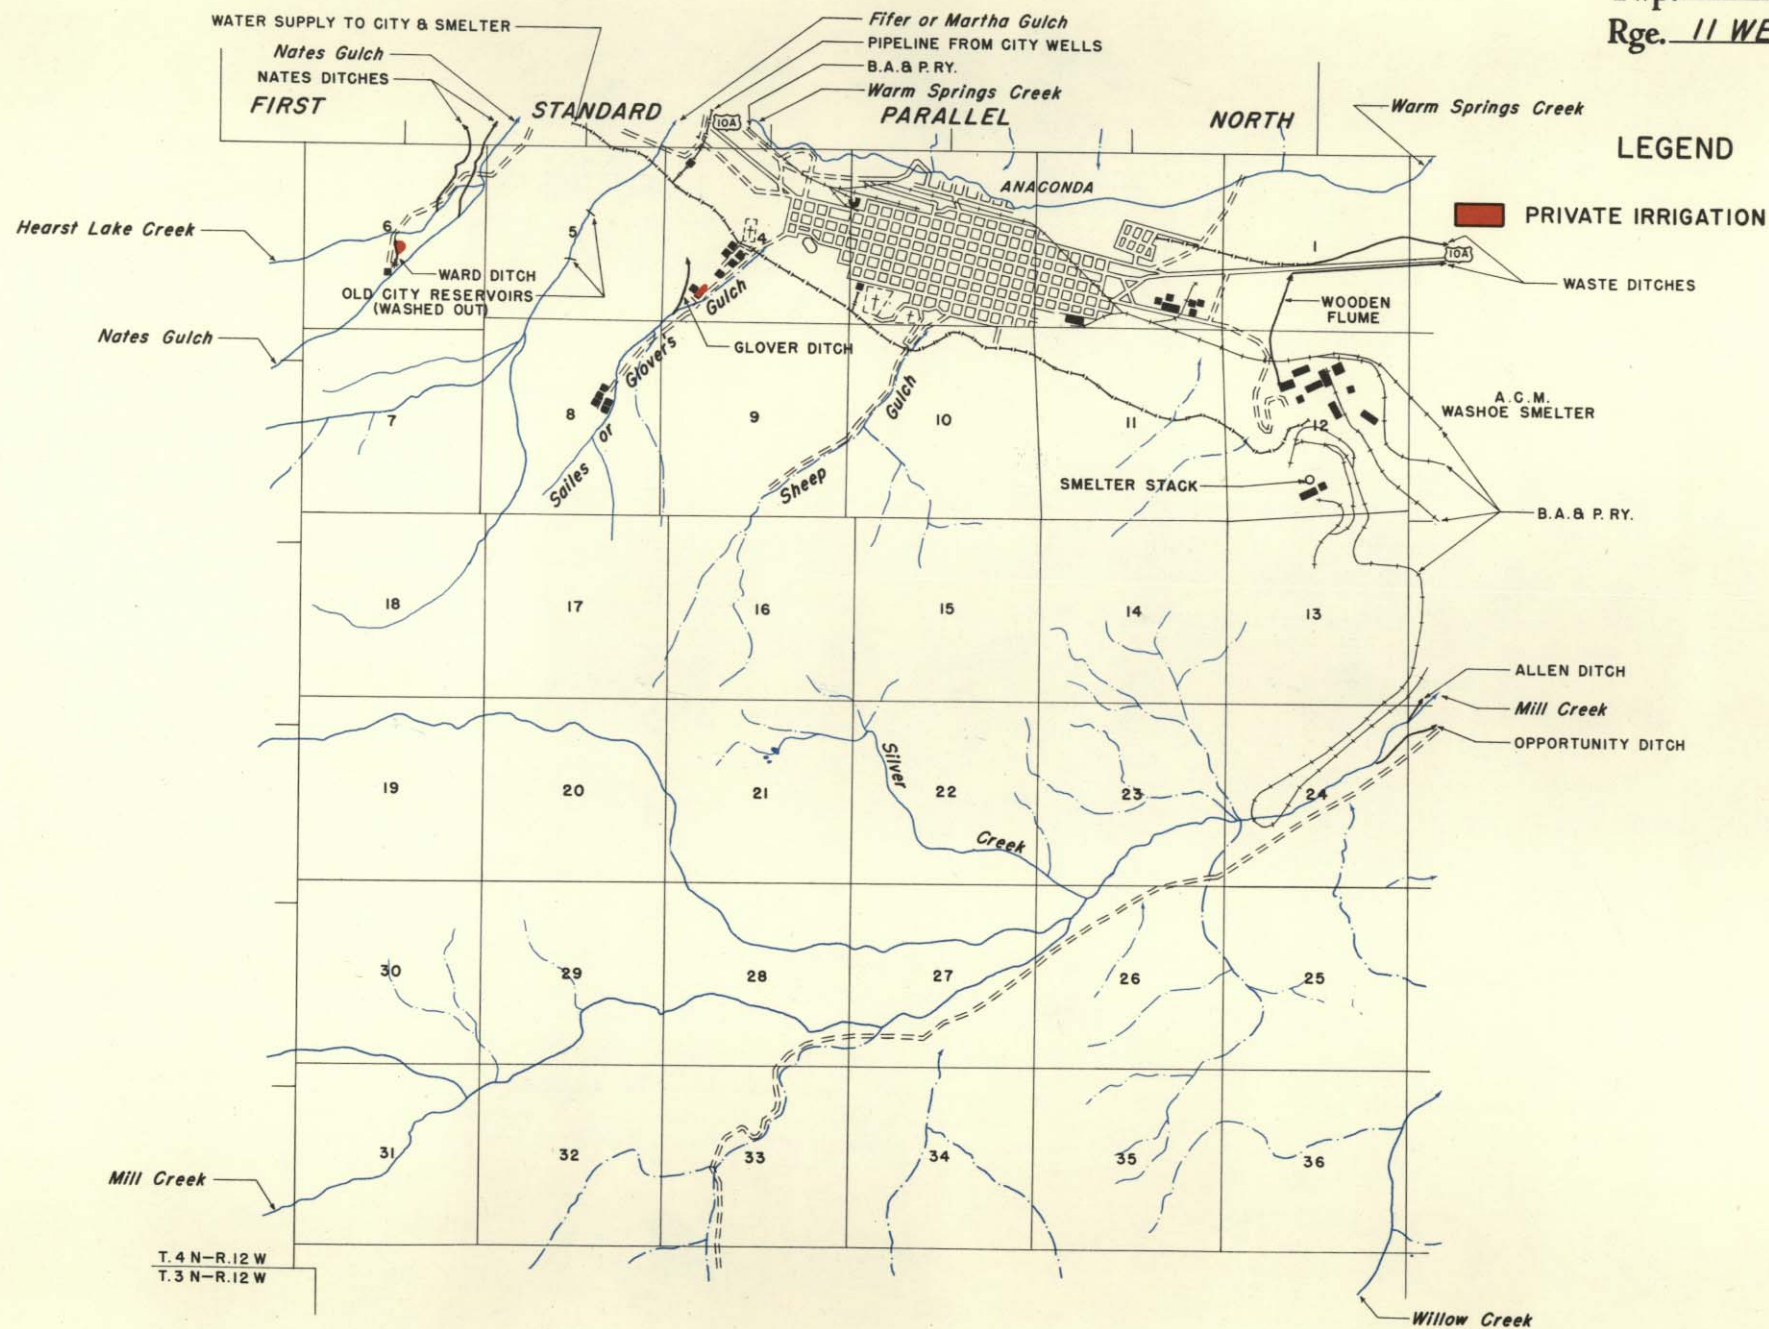 Rge. 11 WE
WATER SUPPLY TO CITY & SMELTER
Nates Gulch
NATES DITCHES
Fifer or Martha Gulch
PIPELINE FROM CITY WELLS
B.A.& P. RY.
Warm Springs Creek
FIRST STANDARD PARALLEL NORTH
Warm Springs Creek
LEGEND
PRIVATE IRRIGATION
10A
ANACONDA
Hearst Lake Creek
6
5
4
1
10A
WARD DITCH
OLD CITY RESERVOIRS
(WASHED OUT)
WASTE DITCHES
WOODEN
FLUME
Nates Gulch
GLOVER DITCH
Sailes or Glover's Gulch
Sheep Gulch
A.C.M.
WASHOE SMELTER
7
8
9
10
11
12
SMELTER STACK
B.A.& P. RY.
18
17
16
15
14
13
ALLEN DITCH
Mill Creek
OPPORTUNITY DITCH
Silver Creek
19
20
21
22
23
24
30
29
28
27
26
25
31
32
33
34
35
36
Mill Creek
T. 4 N-R. 12 W
T. 3 N-R. 12 W
Willow Creek